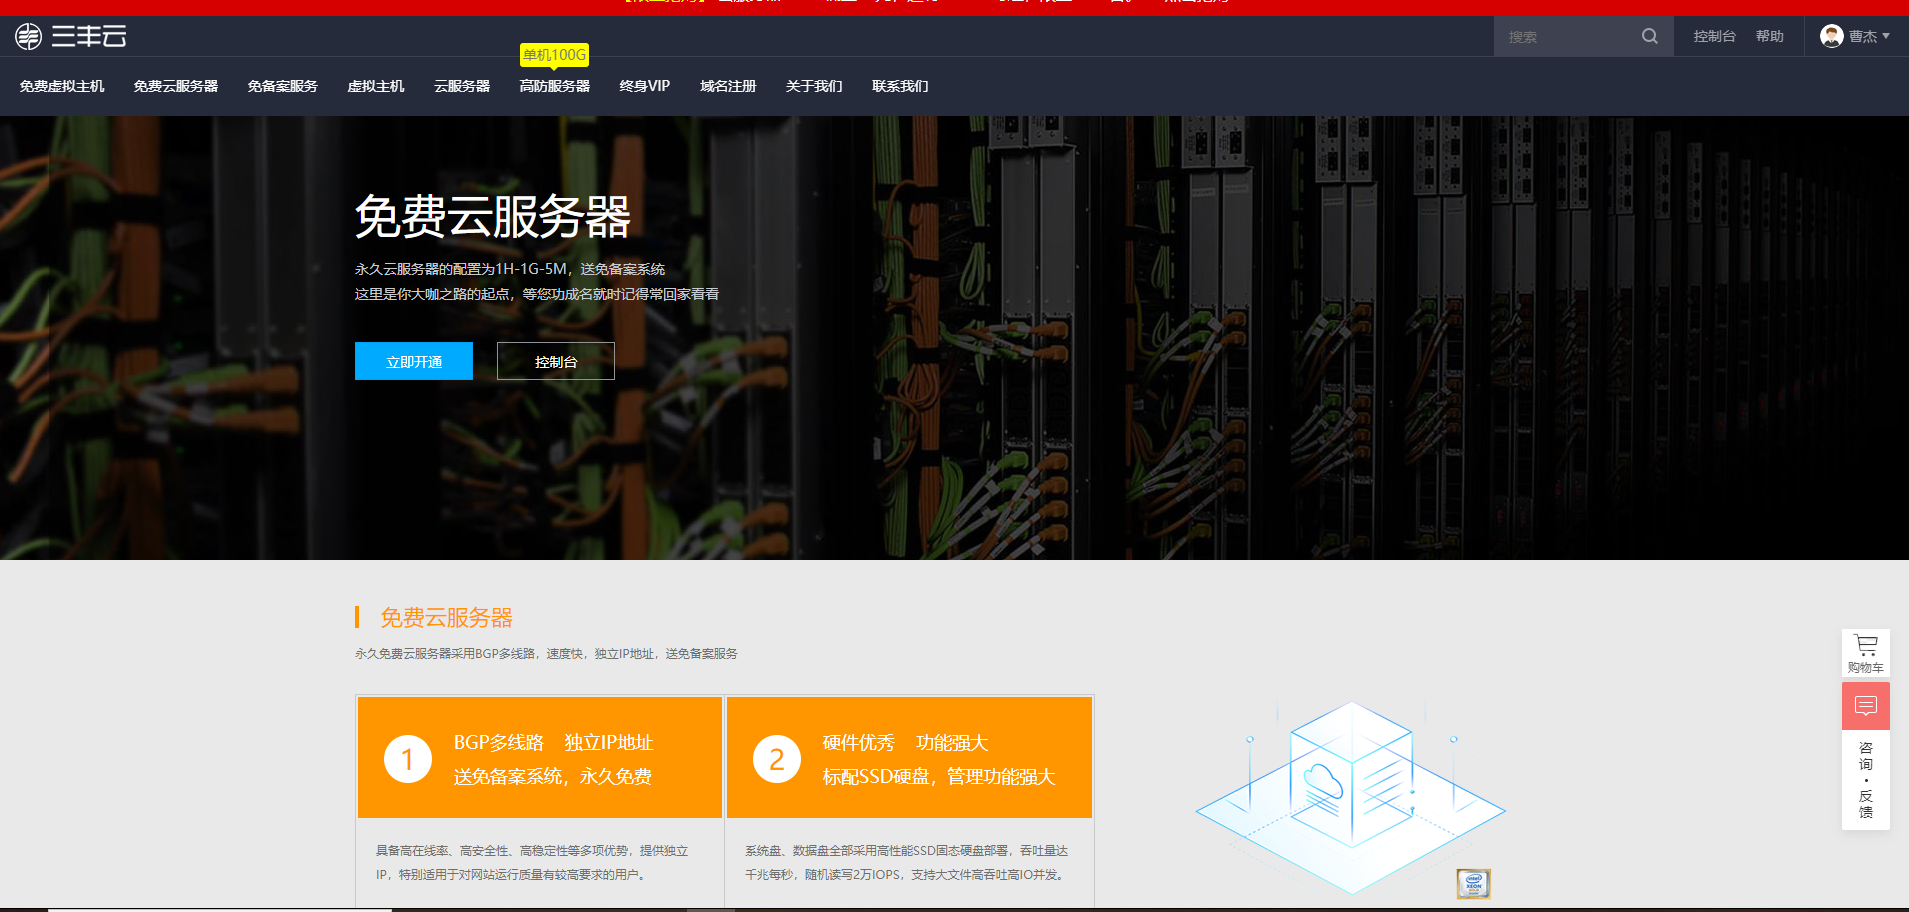 三丰云
搜索
控制台
帮助
曹杰
单机100G
免费虚拟主机
免费云服务器
免备案服务
虚拟主机
云服务器
高防服务器
终身VIP
域名注册
关于我们
联系我们
免费云服务器
永久云服务器的配置为1H-1G-5M，送免备案系统
这里是你大咖之路的起点，等您功成名就时记得常回家看看
立即开通
控制台
免费云服务器
永久免费云服务器采用BGP多线路，速度快，独立IP地址，送免备案服务
1
BGP多线路 独立IP地址
送免备案系统，永久免费
2
硬件优秀 功能强大
标配SSD硬盘，管理功能强大
具备高在线率、高安全性、高稳定性等多项优势，提供独立
IP，特别适用于对网站运行质量有较高要求的用户。
系统盘、数据盘全部采用高性能SSD固态硬盘部署，吞吐量达
千兆每秒，随机读写2万IOPS，支持大文件高吞吐高IO并发。
购物车
咨询·反馈
intel
XEON